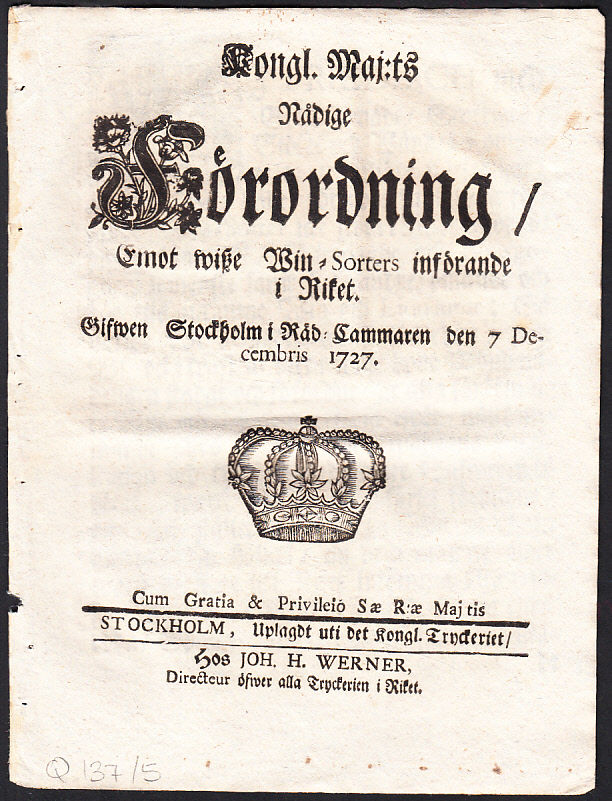 Kongl. Maj:ts
Nådige
Förordning /
Emot wiße Win-Sorters införande
i Riket.
Gifwen Stockholm i Råd-Cammaren den 7 De-
cembris 1727.
Cum Gratia & Privileiô Sæ R:æ Maj tis
STOCKHOLM, Uplagdt uti det Kongl. Tryckeriet/
Hos JOH. H. WERNER,
Directeur öfwer alla Tryckerien i Riket.
Q 137/5